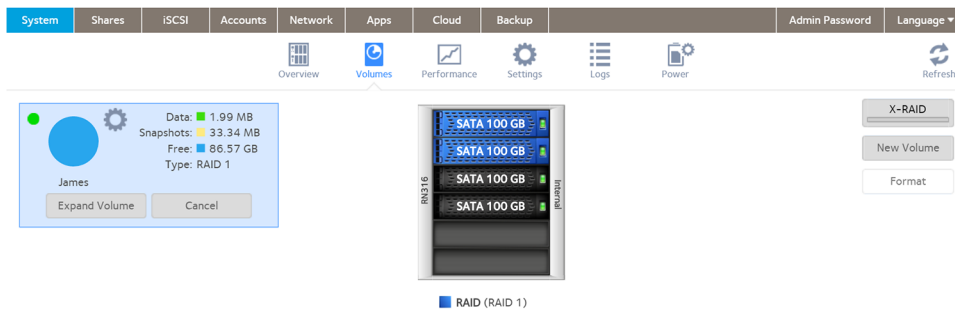 System Shares iSCSI Accounts Network Apps Cloud Backup Admin Password Language
Overview Volumes Performance Settings Logs Power Refresh
Data: 1.99 MB
Snapshots: 33.34 MB
Free: 86.57 GB
Type: RAID 1
James
Expand Volume Cancel
SATA 100 GB
SATA 100 GB
SATA 100 GB
SATA 100 GB
RN316
Internal
RAID (RAID 1)
X-RAID
New Volume
Format